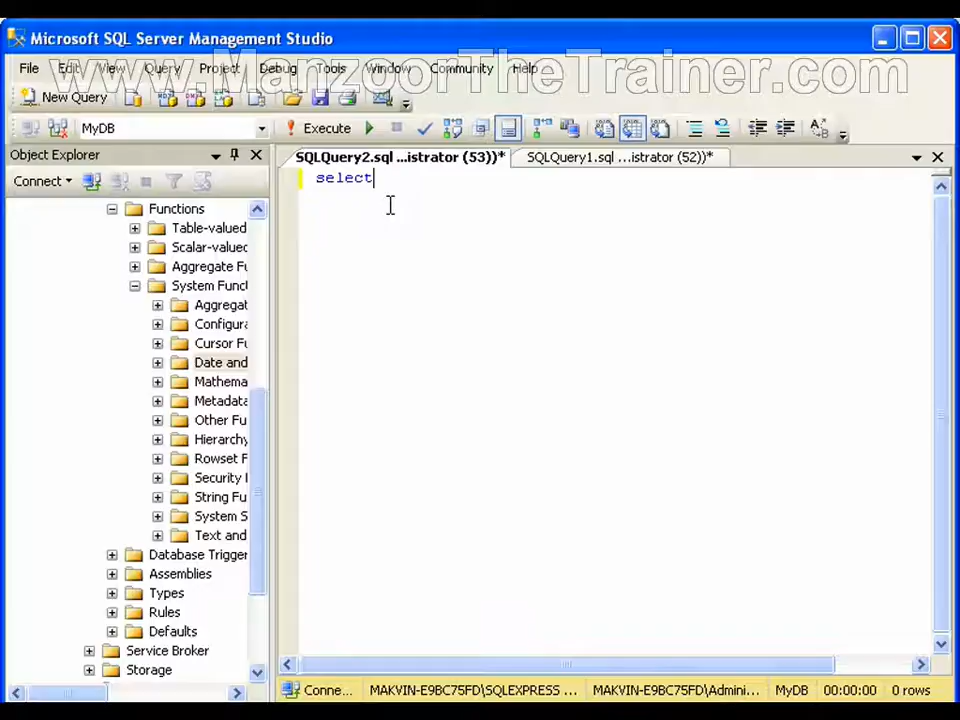 Microsoft SQL Server Management Studio
www.ManzoorTheTrainer.com
File Edit View Query Project Debug Tools Window Community Help
New Query
MyDB
Execute
Object Explorer
SQLQuery2.sql ...istrator (53))*
SQLQuery1.sql ...istrator (52))*
Connect
select
Functions
Table-valued
Scalar-valued
Aggregate Fu
System Funct
Aggregat
Configura
Cursor Fu
Date and
Mathema
Metadata
Other Fu
Hierarchy
Rowset F
Security I
String Fu
System S
Text and
Database Trigger
Assemblies
Types
Rules
Defaults
Service Broker
Storage
Conne... MAKVIN-E9BC75FD\SQLEXPRESS ... MAKVIN-E9BC75FD\Admini... MyDB 00:00:00 0 rows